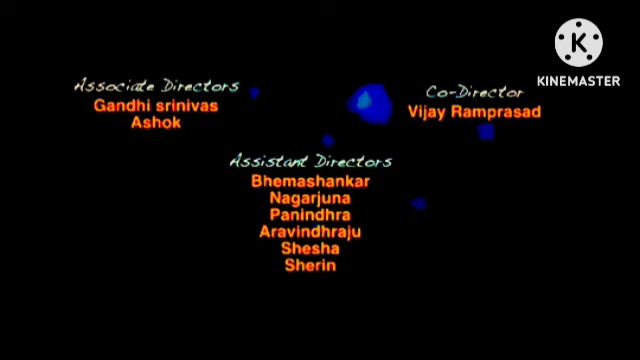 KINEMASTER
Associate Directors
Gandhi srinivas
Ashok
Co-Director
Vijay Ramprasad
Assistant Directors
Bhemashankar
Nagarjuna
Panindhra
Aravindhraju
Shesha
Sherin